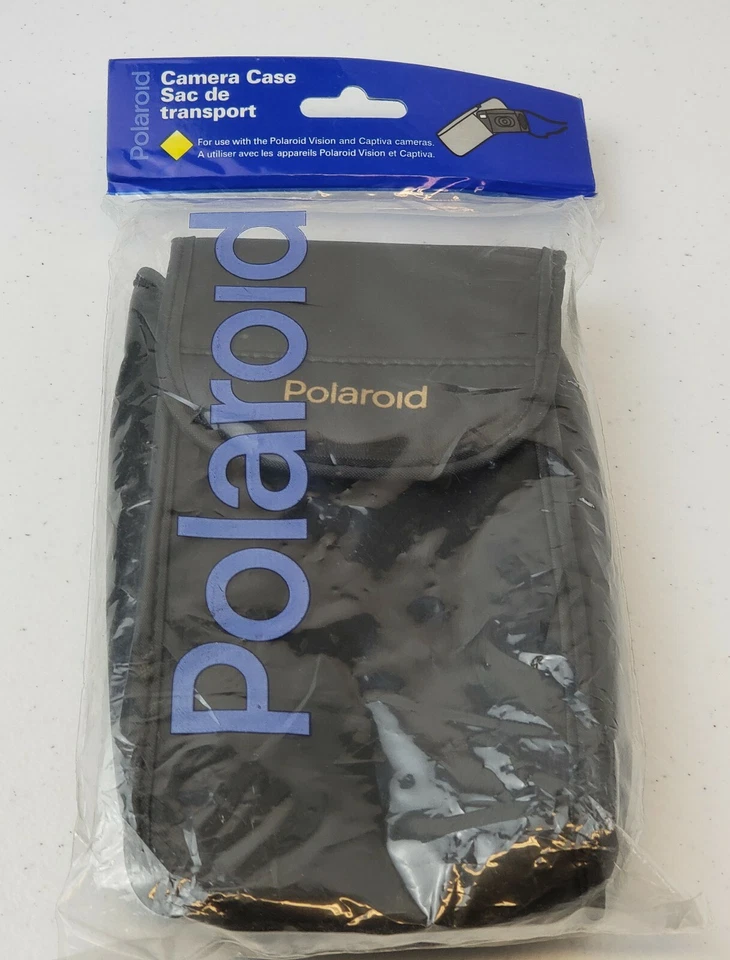 Polaroid
Camera Case
Sac de
transport
For use with the Polaroid Vision and Captiva cameras.
A utiliser avec les appareils Polaroid Vision et Captiva.
Polaroid
Polaroid